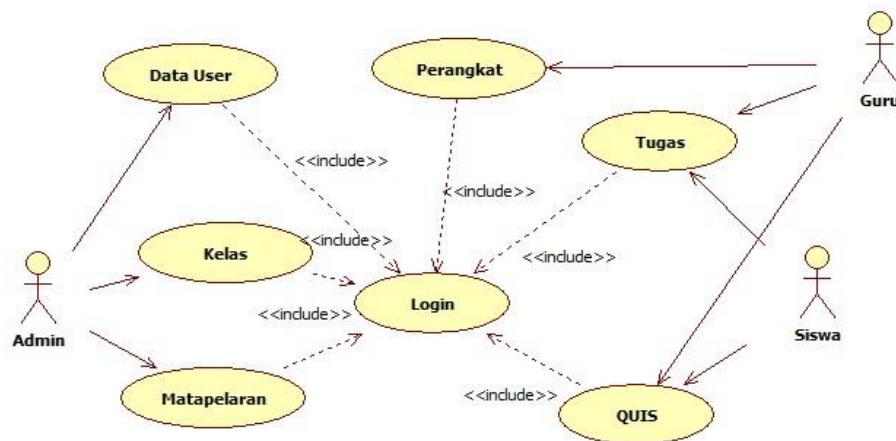 Data User
Perangkat
Guru
Tugas
<<include>>
<<include>>
Kelas
<<include>>
<<include>>
Admin
Login
<<include>>
Siswa
Matapelaran
<<include>>
QUIS